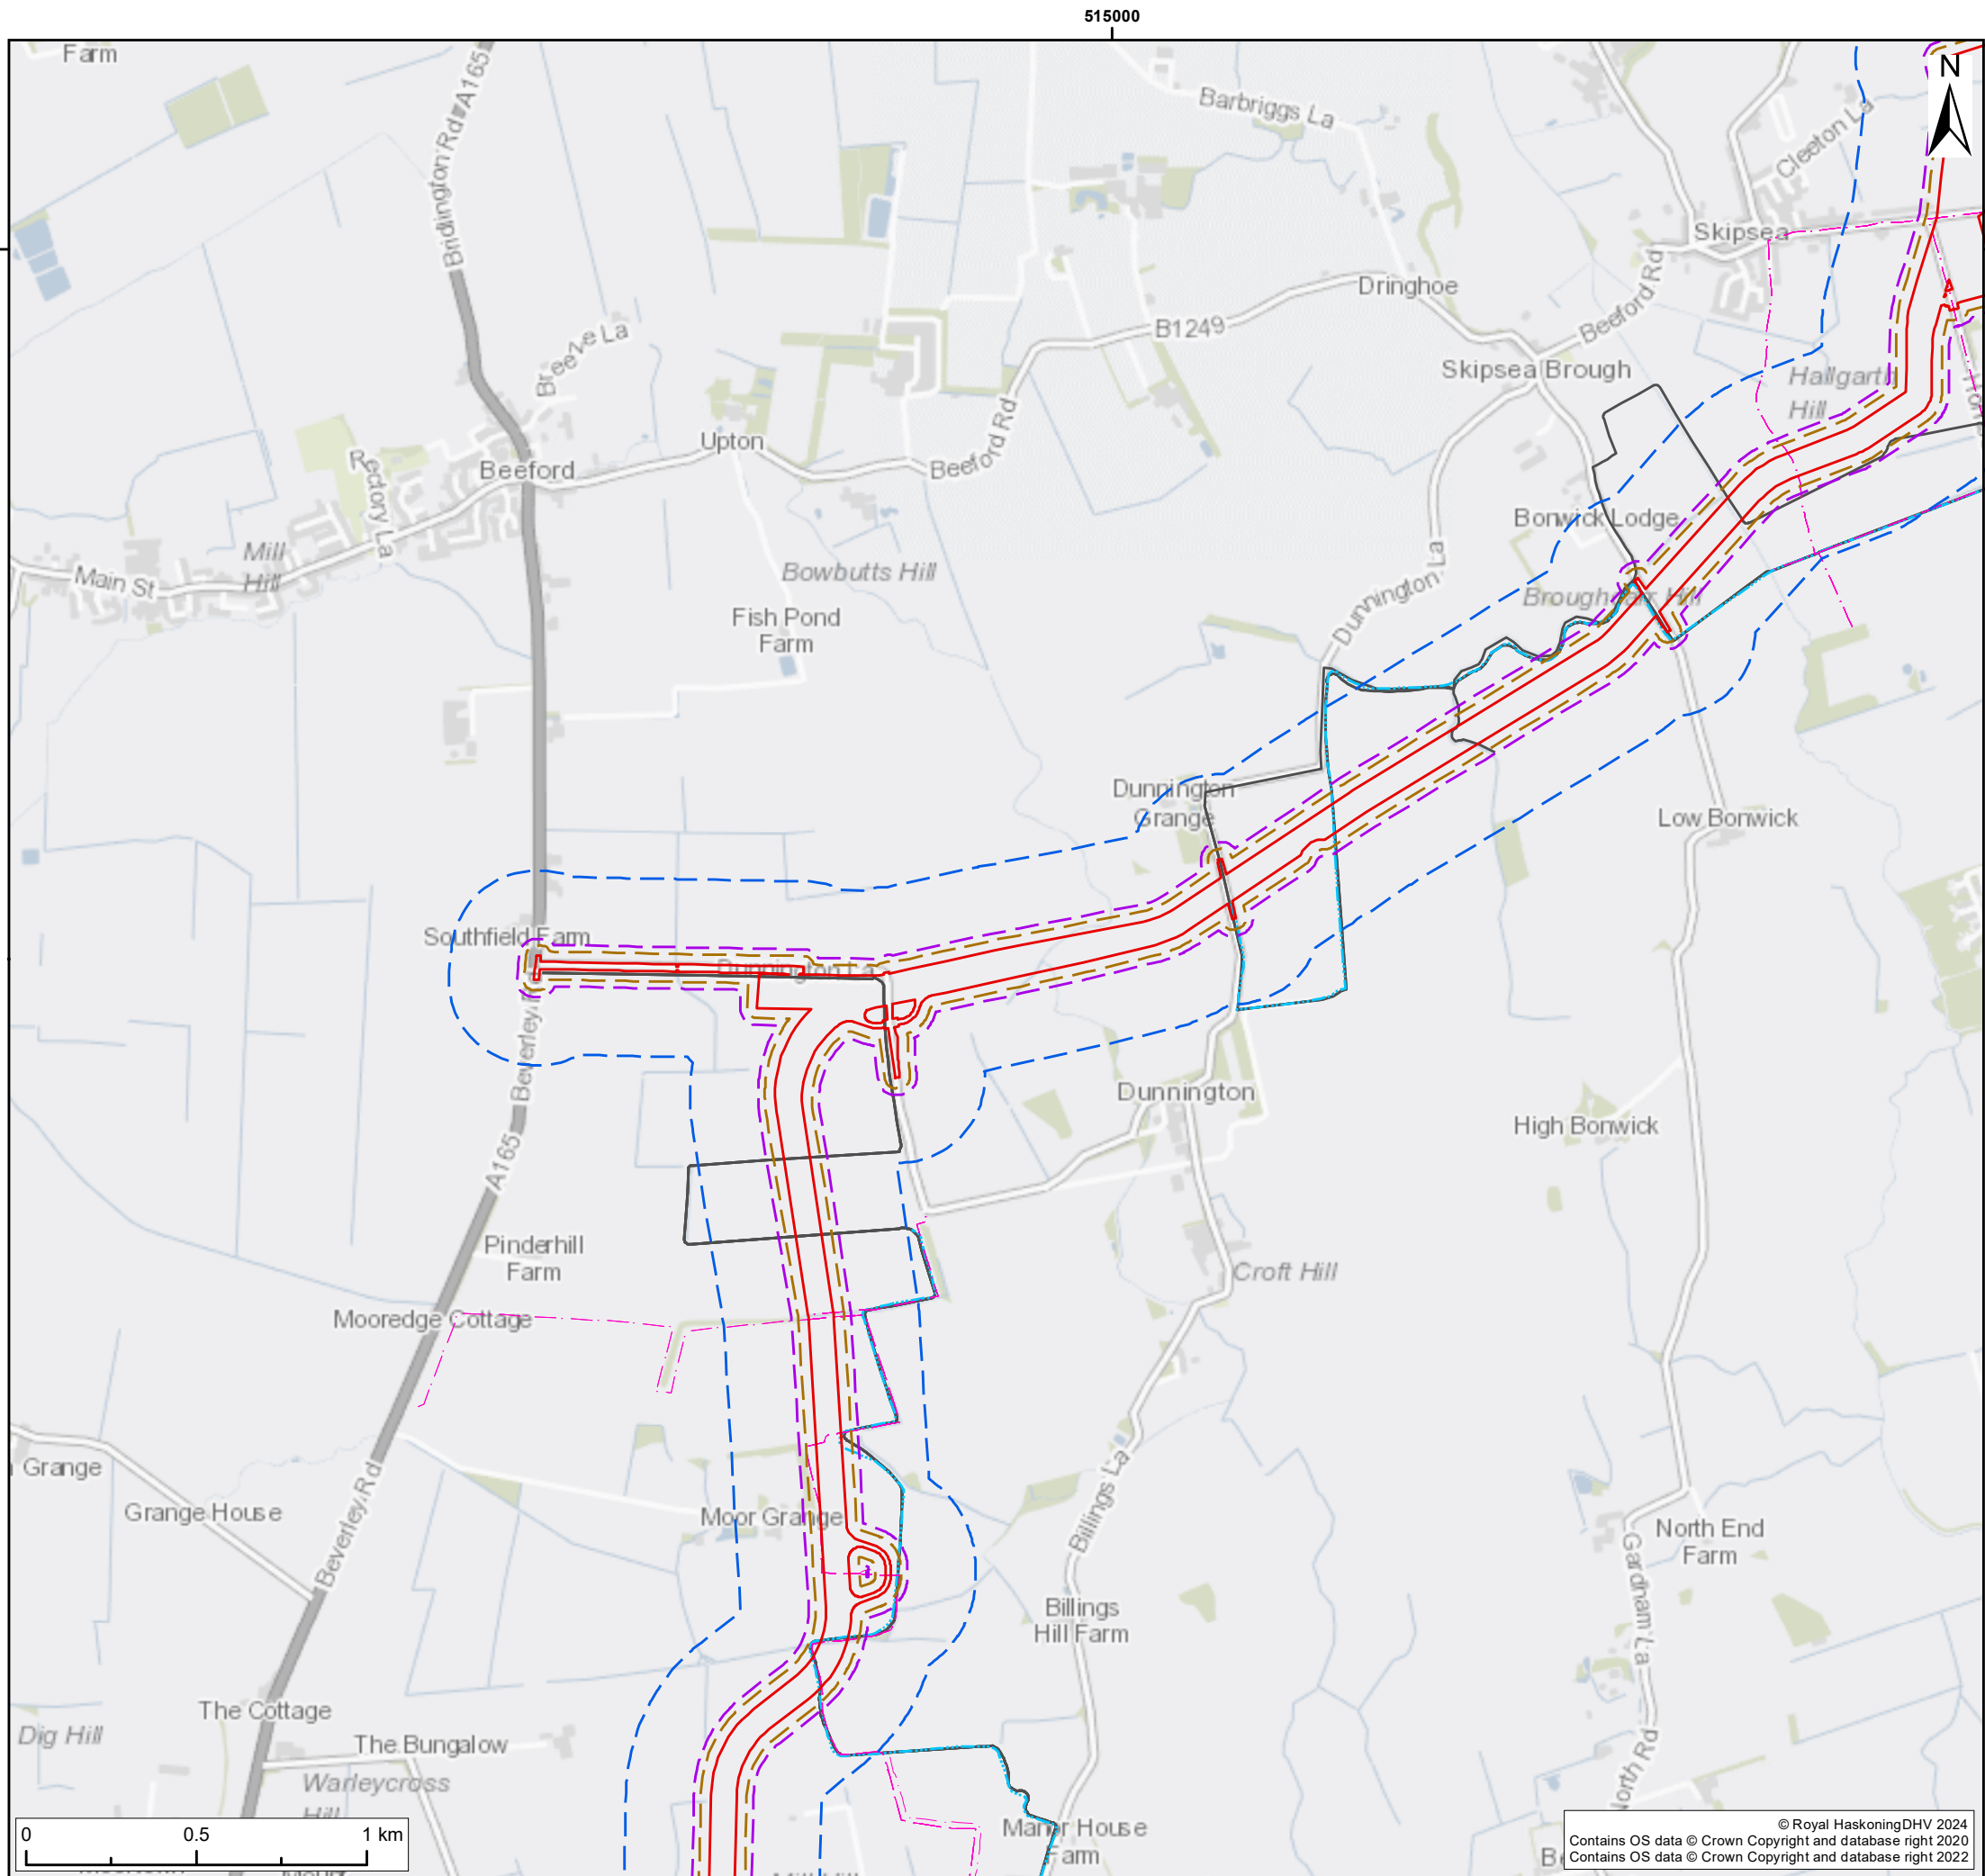 515000
Farm
N
Bridlington Rd
A165
Barbriggs La
Cleeton La
Skipsea
Dringhoe
Beeford Rd
B1249
Breeze La
Skipsea Brough
Hallgarth
Hill
Upton
Beeford
Beeford Rd
Rectory La
Bonwick Lodge
Mill
Hill
Main St
Bowbutts Hill
Dunnington La
Fish Pond
Farm
Dunnington
Grange
Low Bonwick
Southfield Farm
Dunnington La
Beverley
Dunnington
High Bonwick
A165
Pinderhill
Farm
Croft Hill
Mooredge Cottage
Grange
Grange House
Beverley Rd
Moor Grange
Billings La
North End
Farm
Gardham La
Billings
Hill Farm
The Cottage
Dig Hill
The Bungalow
Warleycross
Hill
North Rd
Manor House
Farm
0 0.5 1 km
© Royal HaskoningDHV 2024
Contains OS data © Crown Copyright and database right 2020
Contains OS data © Crown Copyright and database right 2022